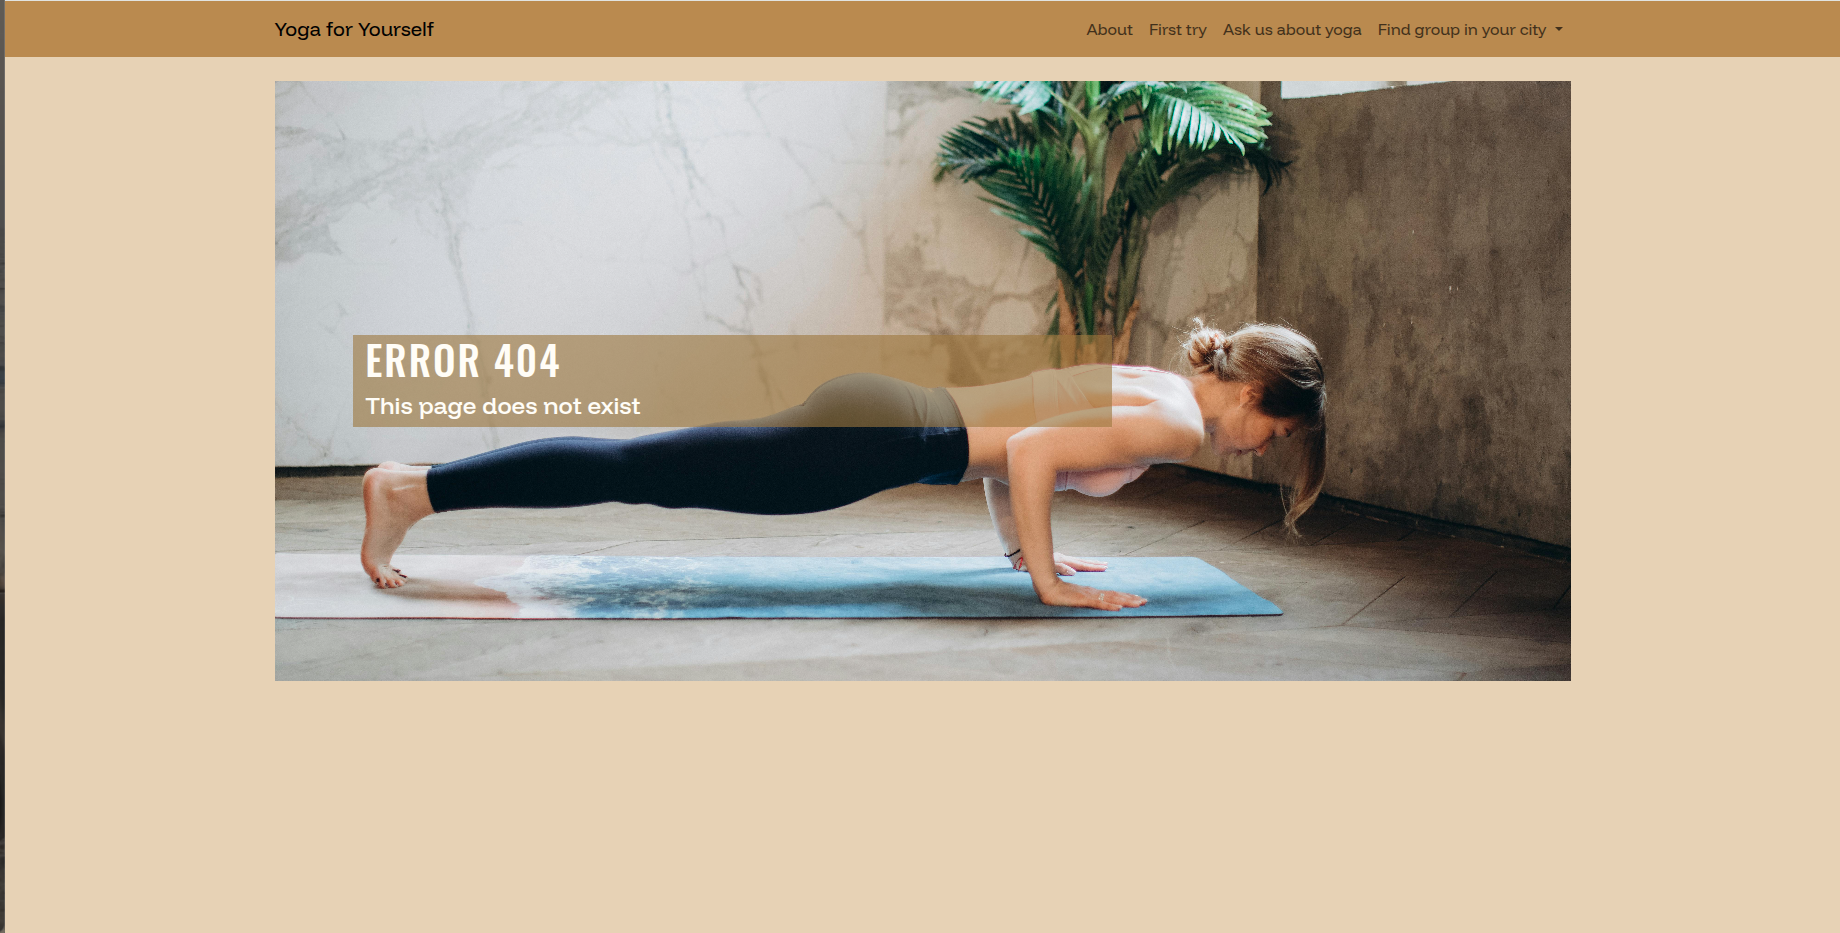 Yoga for Yourself
About First try Ask us about yoga Find group in your city
ERROR 404
This page does not exist